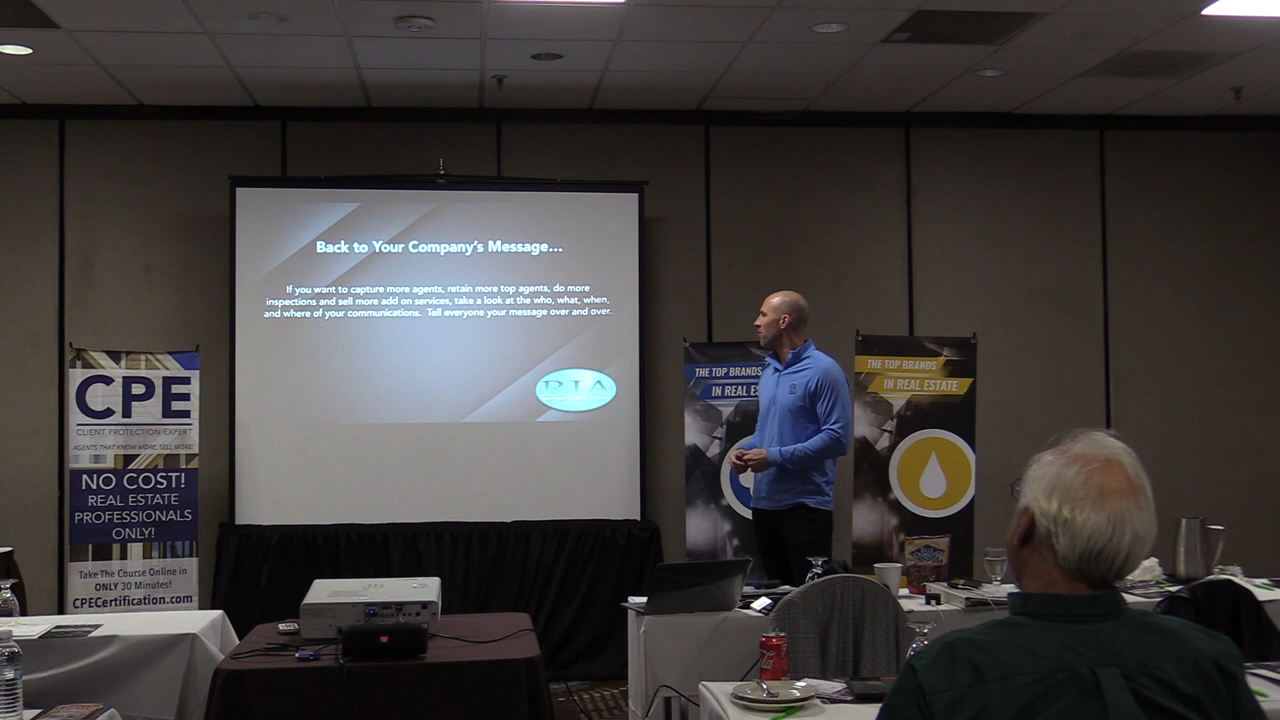 Back to Your Company's Message...
If you want to capture more agents, retain more top agents, do more
inspections and sell more add on services, take a look at the who, what, when,
and where of your communications. Tell everyone your message over and over.
CPE
CLIENT PROTECTION EXPERT
AGENTS THAT KNOW MORE, SELL MORE!
NO COST!
REAL ESTATE
PROFESSIONALS
ONLY!
Take The Course Online in
ONLY 30 Minutes!
CPECertification.com
THE TOP BRANDS
IN REAL ES
THE TOP BRANDS
IN REAL ESTATE